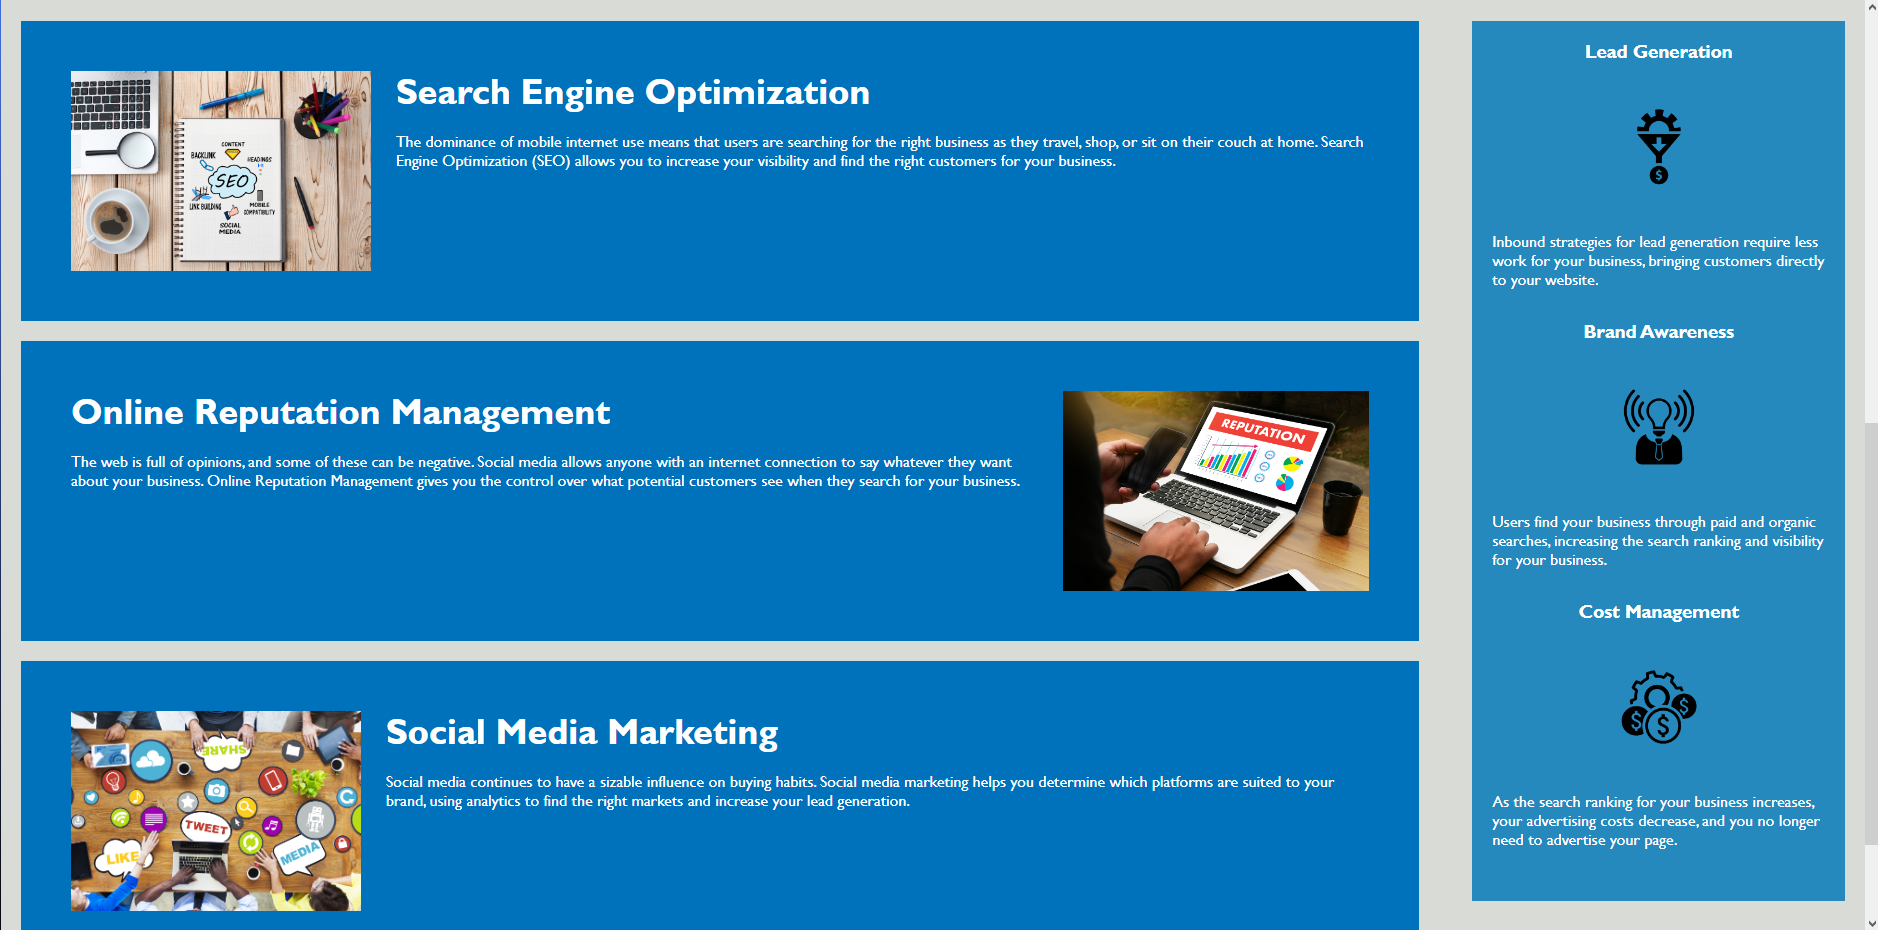 Search Engine Optimization
The dominance of mobile internet use means that users are searching for the right business as they travel, shop, or sit on their couch at home. Search
Engine Optimization (SEO) allows you to increase your visibility and find the right customers for your business.
CONTENT
BACKLINK
HEADINGS
SEO
LINK BUILDING
MOBILE
COMPATIBILITY
SOCIAL
MEDIA
Online Reputation Management
The web is full of opinions, and some of these can be negative. Social media allows anyone with an internet connection to say whatever they want
about your business. Online Reputation Management gives you the control over what potential customers see when they search for your business.
REPUTATION
Social Media Marketing
Social media continues to have a sizable influence on buying habits. Social media marketing helps you determine which platforms are suited to your
brand, using analytics to find the right markets and increase your lead generation.
SHARE
TWEET
LIKE
MEDIA
Lead Generation
Inbound strategies for lead generation require less
work for your business, bringing customers directly
to your website.
Brand Awareness
Users find your business through paid and organic
searches, increasing the search ranking and visibility
for your business.
Cost Management
As the search ranking for your business increases,
your advertising costs decrease, and you no longer
need to advertise your page.